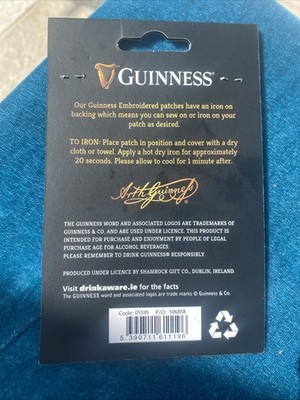 GUINNESS®
Our Guinness Embroidered patches have an iron on
backing which means you can sew on or iron on your
patch as desired.
TO IRON: Place patch in position and cover with a dry
cloth or towel. Apply a hot dry iron for approximately
20 seconds. Please allow to cool for 1 minute after.
Arth Guinness®
THE GUINNESS WORD AND ASSOCIATED LOGOS ARE TRADEMARKS OF
GUINNESS & CO. AND ARE USED UNDER LICENCE. THIS PRODUCT IS
INTENDED FOR PURCHASE AND ENJOYMENT BY PEOPLE OF LEGAL
PURCHASE AGE FOR ALCOHOL BEVERAGES.
PLEASE REMEMBER TO DRINK GUINNESS® RESPONSIBLY.
PRODUCED UNDER LICENCE BY SHAMROCK GIFT CO., DUBLIN, IRELAND.
Visit drinkaware.ie for the facts
The GUINNESS word and associated logos are trade marks © Guinness & Co.
Code: 05595 P/O: 506858
5 390711 611196